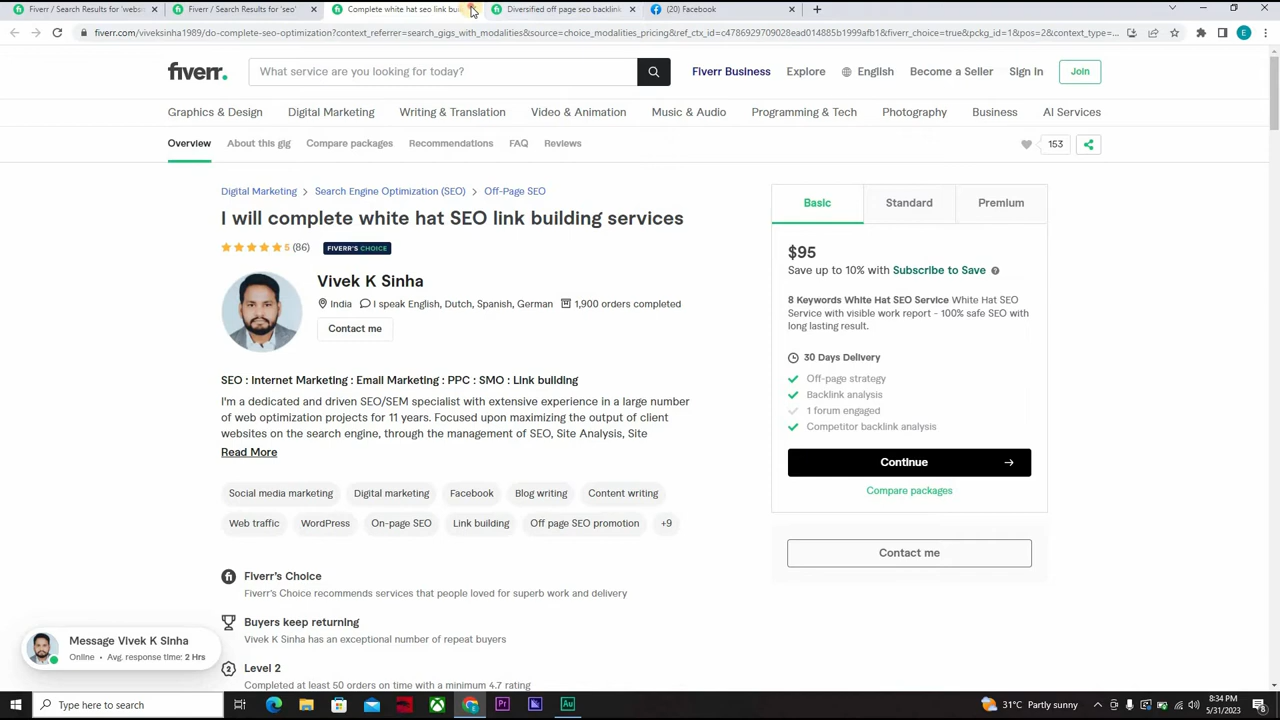 Fiverr / Search Results for 'webs
Fiverr / Search Results for 'seo'
Complete white hat seo link bui
Diversified off page seo backlink
(20) Facebook
fiverr.com/viveksinha1989/do-complete-seo-optimization?context_referrer=search_gigs_with_modalities&source=choice_modalities_pricing&ref_ctx_id=c4786929709028ead014885b1999afb1&fiverr_choice=true&pckg_id=1&pos=2&context_type=...
E
fiverr.
What service are you looking for today?
Fiverr Business
Explore
English
Become a Seller
Sign In
Join
Graphics & Design
Digital Marketing
Writing & Translation
Video & Animation
Music & Audio
Programming & Tech
Photography
Business
AI Services
Overview
About this gig
Compare packages
Recommendations
FAQ
Reviews
153
Digital Marketing > Search Engine Optimization (SEO) > Off-Page SEO
I will complete white hat SEO link building services
5 (86)
FIVERR'S CHOICE
Vivek K Sinha
India
I speak English, Dutch, Spanish, German
1,900 orders completed
Contact me
SEO : Internet Marketing : Email Marketing : PPC : SMO : Link building
I'm a dedicated and driven SEO/SEM specialist with extensive experience in a large number
of web optimization projects for 11 years. Focused upon maximizing the output of client
websites on the search engine, through the management of SEO, Site Analysis, Site
Read More
Social media marketing
Digital marketing
Facebook
Blog writing
Content writing
Web traffic
WordPress
On-page SEO
Link building
Off page SEO promotion
+9
Fiverr's Choice
Fiverr's Choice recommends services that people loved for superb work and delivery
Buyers keep returning
Vivek K Sinha has an exceptional number of repeat buyers
Level 2
Completed at least 50 orders on time with a minimum 4.7 rating
Basic
Standard
Premium
$95
Save up to 10% with Subscribe to Save
8 Keywords White Hat SEO Service White Hat SEO
Service with visible work report - 100% safe SEO with
long lasting result.
30 Days Delivery
Off-page strategy
Backlink analysis
1 forum engaged
Competitor backlink analysis
Continue
Compare packages
Contact me
Message Vivek K Sinha
Online • Avg. response time: 2 Hrs
Type here to search
Pr
Au
31°C Partly sunny
8:34 PM
5/31/2023